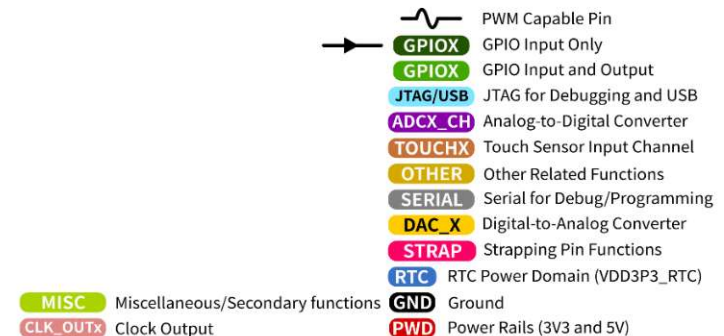 PWM Capable Pin
GPIOX GPIO Input Only
GPIOX GPIO Input and Output
JTAG/USB JTAG for Debugging and USB
ADCX_CH Analog-to-Digital Converter
TOUCHX Touch Sensor Input Channel
OTHER Other Related Functions
SERIAL Serial for Debug/Programming
DAC_X Digital-to-Analog Converter
STRAP Strapping Pin Functions
RTC RTC Power Domain (VDD3P3_RTC)
MISC Miscellaneous/Secondary functions GND Ground
CLK_OUTx Clock Output PWD Power Rails (3V3 and 5V)